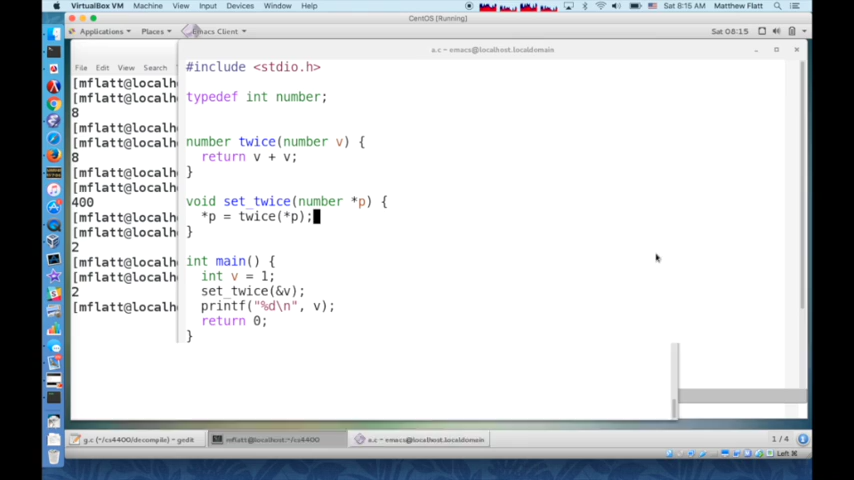 VirtualBox VM Machine View Input Devices Window Help Sat 8:15 AM Matthew Flatt
CentOS [Running]
Applications Places Emacs Client Sat 08:15
a.c – emacs@localhost.localdomain
File Edit View Search
[mflatt@localh
[mflatt@localh
8
[mflatt@localh
8
[mflatt@localh
400
[mflatt@localh
[mflatt@localh
2
[mflatt@localh
[mflatt@localh
2
[mflatt@localh
#include <stdio.h>
typedef int number;
number twice(number v) {
return v + v;
}
void set_twice(number *p) {
*p = twice(*p);
}
int main() {
int v = 1;
set_twice(&v);
printf("%d\n", v);
return 0;
}
g.c (~/cs4400/decompile) - gedit mflatt@localhost:~/cs4400 a.c – emacs@localhost.localdomain 1 / 4
Left ⌘